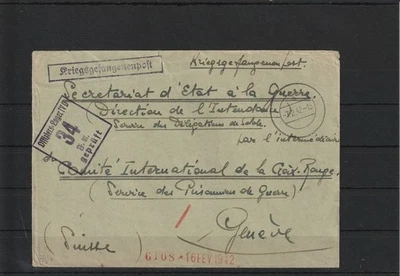 Kriegsgefangenenpost
Kriegsgefangenenpost.
Secrétariat d'Etat à la Guerre.
(Direction de l'Intendance
Service des Délégations de Solde.
par l'intermédiaire
34
geprüft
du Comité International de la Croix-Rouge.
(Service des Prisonniers de Guerre)
Genève
(Suisse)
16 FEV 1942